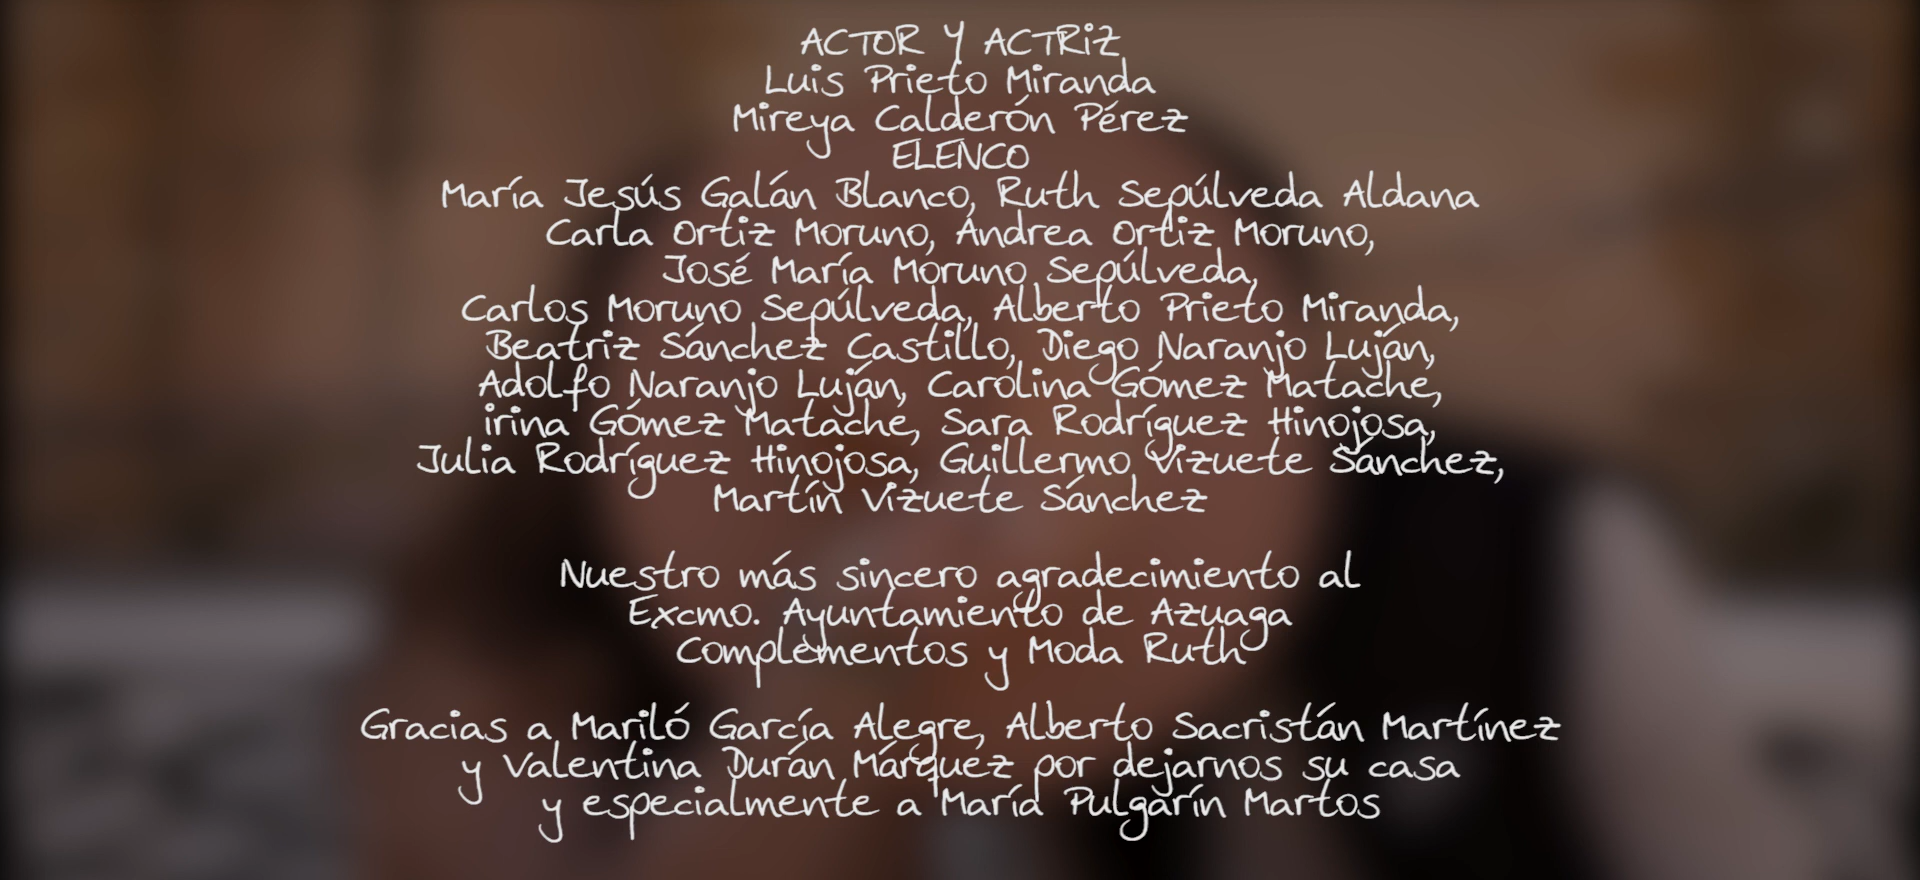 ACTOR Y ACTRiZ
Luis Prieto Miranda
Mireya Calderón Pérez
ELENCO
María Jesús Galán Blanco, Ruth Sepúlveda Aldana
Carla Ortiz Moruno, Andrea Ortiz Moruno,
José María Moruno Sepúlveda,
Carlos Moruno Sepúlveda, Alberto Prieto Miranda,
Beatriz Sánchez Castillo, Diego Naranjo Luján,
Adolfo Naranjo Luján, Carolina Gómez Matache,
irina Gómez Matache, Sara Rodríguez Hinojosa,
Julia Rodríguez Hinojosa, Guillermo Vizuete Sánchez,
Martín Vizuete Sánchez
Nuestro más sincero agradecimiento al
Excmo. Ayuntamiento de Azuaga
Complementos y Moda Ruth
Gracias a Mariló García Alegre, Alberto Sacristán Martínez
y Valentina Durán Márquez por dejarnos su casa
y especialmente a María Pulgarín Martos